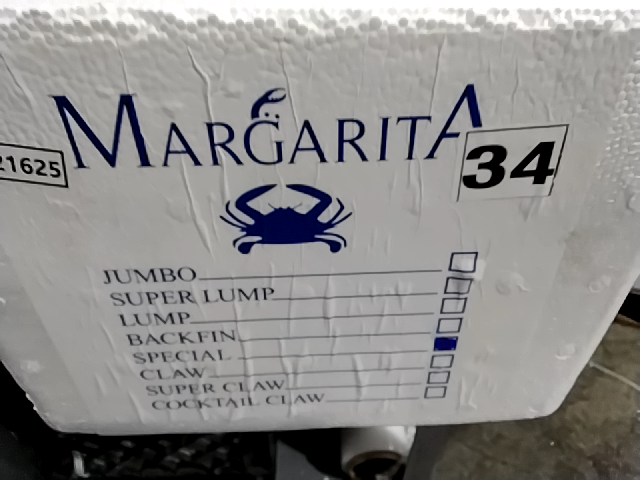 MARGARITA
21625
34
JUMBO
SUPER LUMP
LUMP
BACKFIN
SPECIAL
CLAW
SUPER CLAW
COCKTAIL CLAW